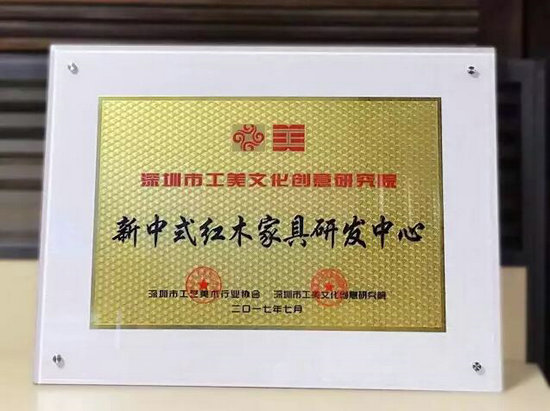 深圳市工美文化创意研究院
新中式红木家具研发中心
深圳市工艺美术行业协会 深圳市工美文化创意研究院
二〇一七年七月